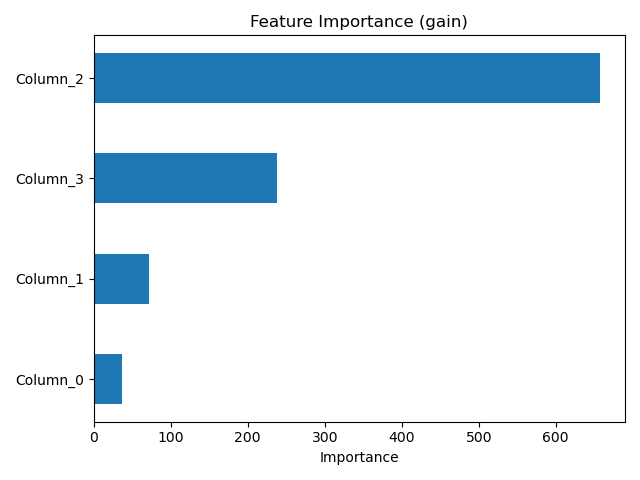 Feature Importance (gain)
Column_2
Column_3
Column_1
Column_0
0 100 200 300 400 500 600
Importance